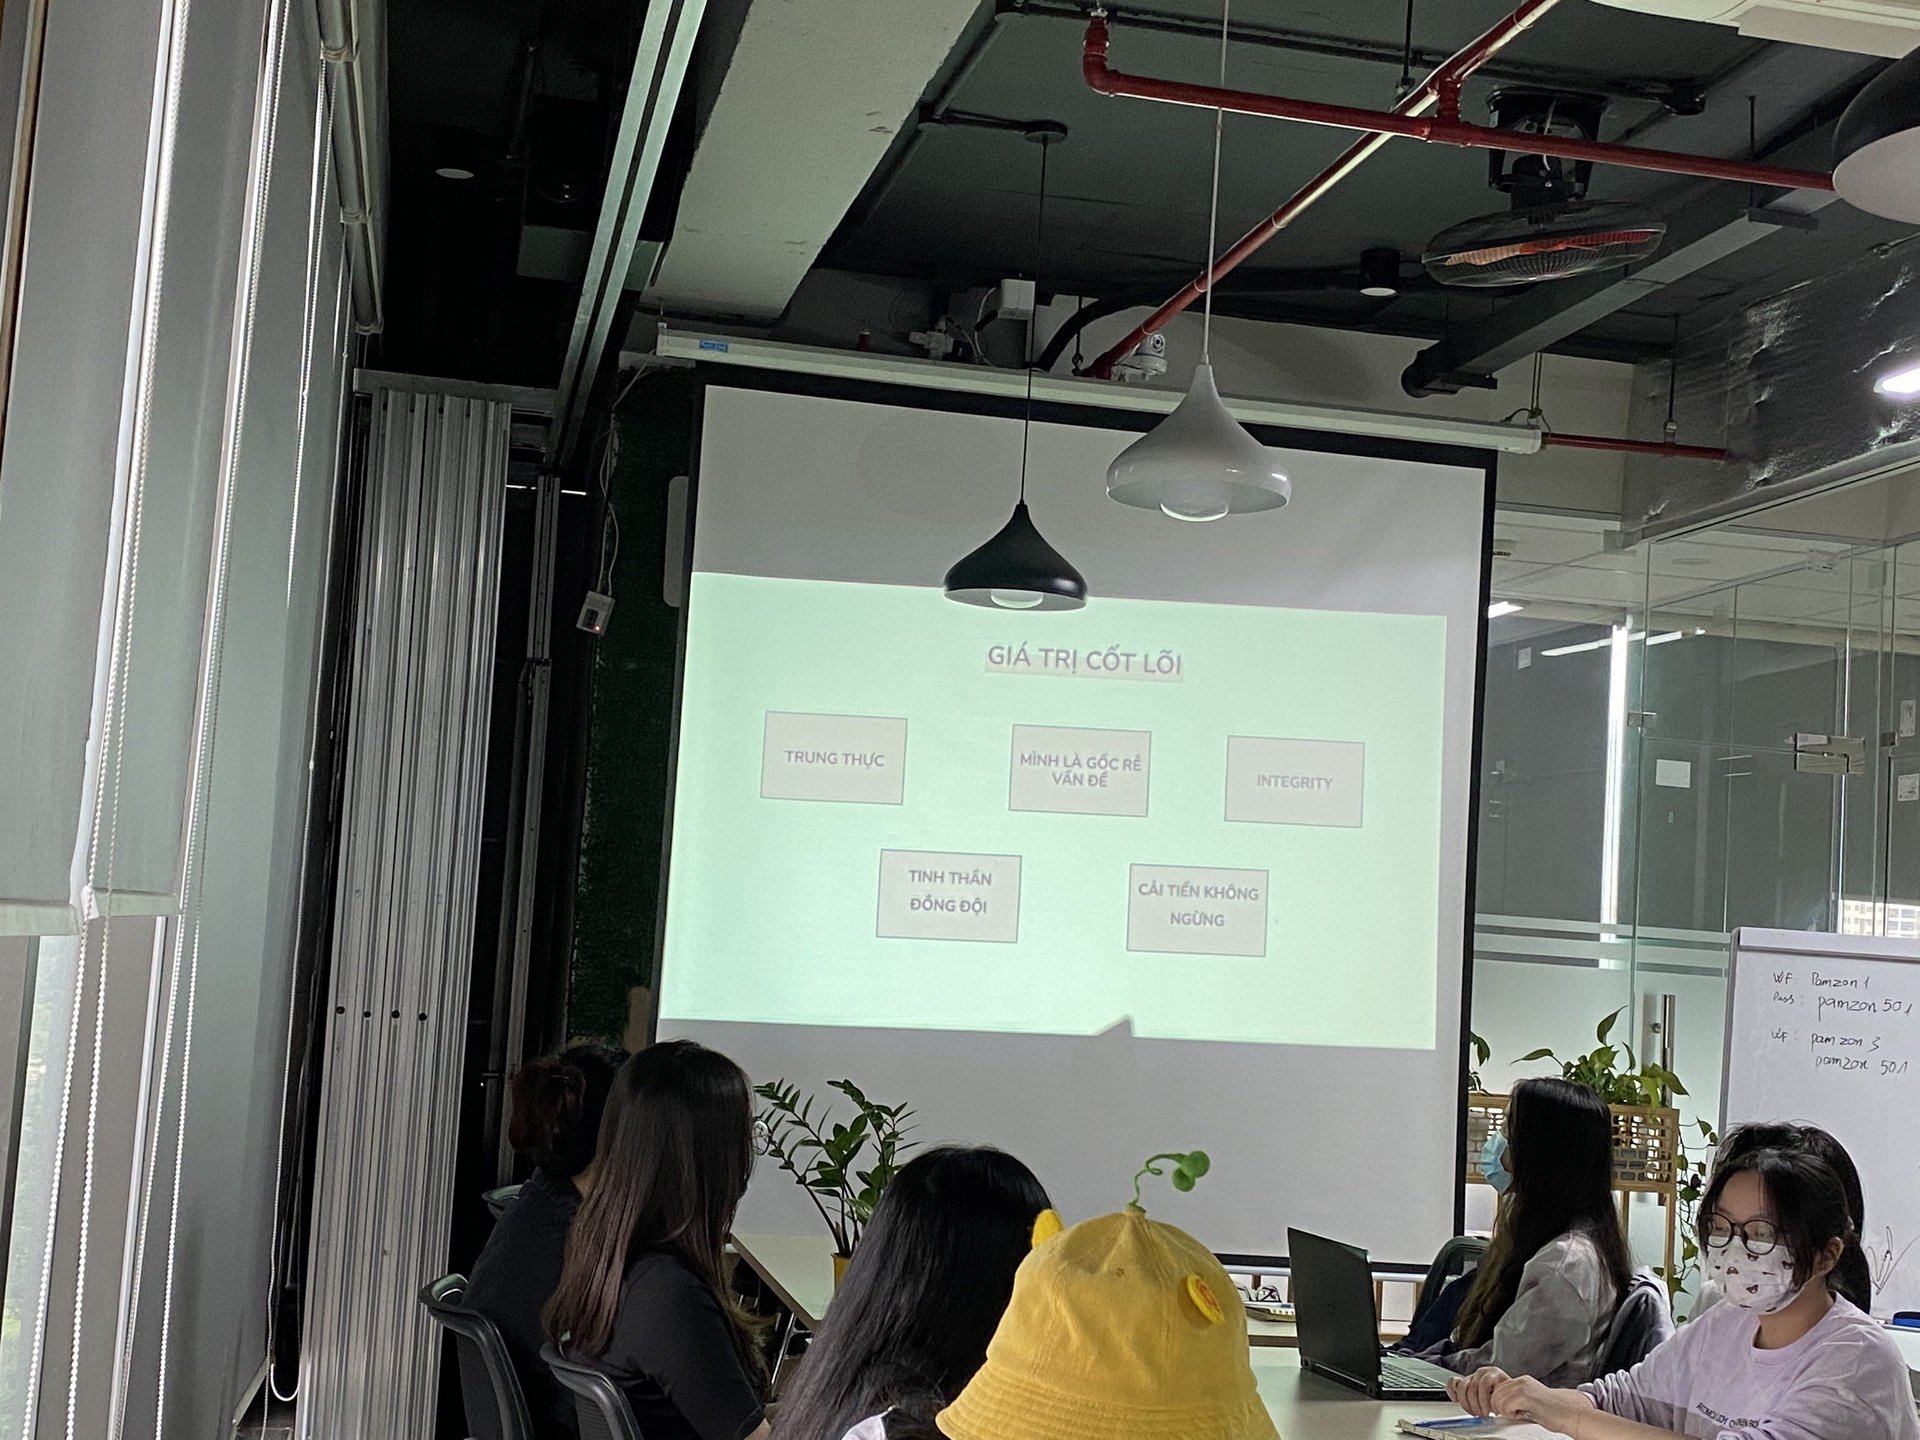 GIÁ TRỊ CỐT LÕI
TRUNG THỰC
MÌNH LÀ GỐC RỄ
VẤN ĐỀ
INTEGRITY
TINH THẦN
ĐỒNG ĐỘI
CẢI TIẾN KHÔNG
NGỪNG
WF: Pamzon 1
Pass: pamzon 501
WF: pamzon 3
pamzon 501